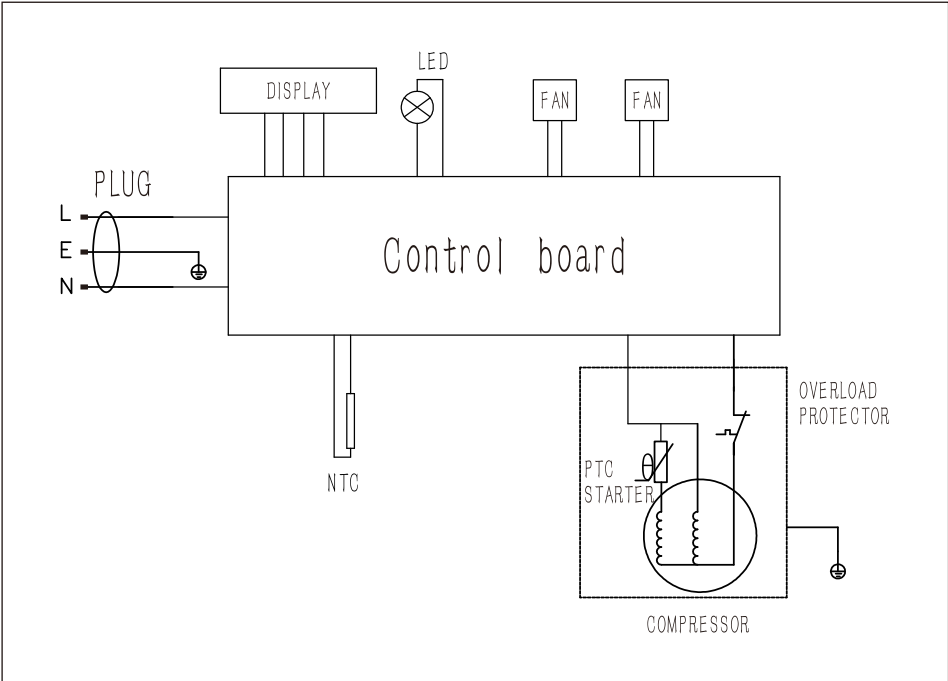 LED
DISPLAY
FAN
FAN
PLUG
L
E
N
Control board
OVERLOAD
PROTECTOR
PTC
STARTER
NTC
COMPRESSOR